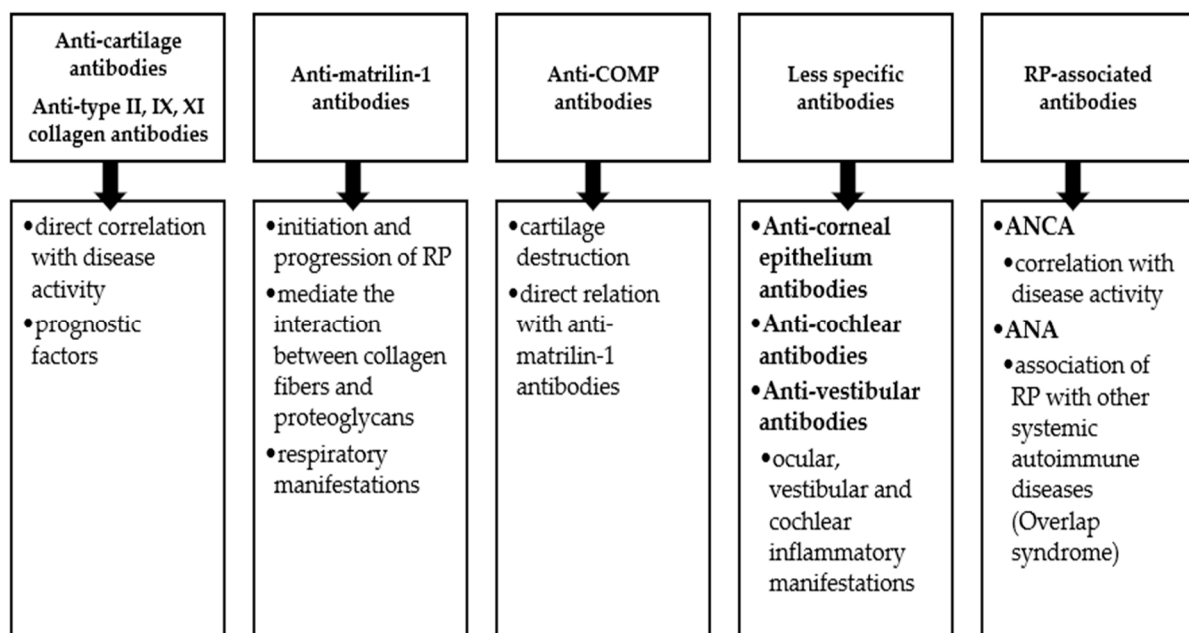 Anti-cartilage
antibodies
Anti-type II, IX, XI
collagen antibodies
•direct correlation
with disease
activity
•prognostic
factors
Anti-matrilin-1
antibodies
•initiation and
progression of RP
•mediate the
interaction
between collagen
fibers and
proteoglycans
•respiratory
manifestations
Anti-COMP
antibodies
•cartilage
destruction
•direct relation
with anti-
matrilin-1
antibodies
Less specific
antibodies
•Anti-corneal
epithelium
antibodies
•Anti-cochlear
antibodies
•Anti-vestibular
antibodies
•ocular,
vestibular and
cochlear
inflammatory
manifestations
RP-associated
antibodies
•ANCA
•correlation with
disease activity
•ANA
•association of
RP with other
systemic
autoimmune
diseases
(Overlap
syndrome)